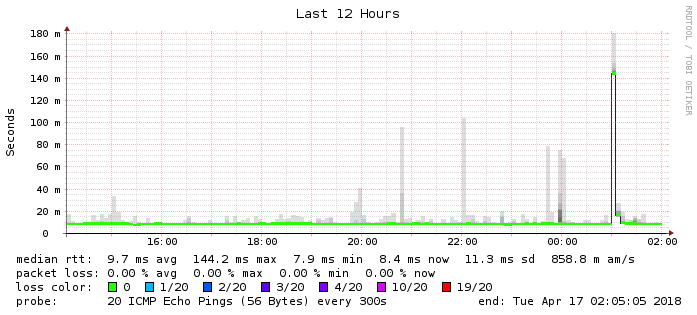 Last 12 Hours
RRDTOOL / TOBI OETIKER
Seconds
180 m
160 m
140 m
120 m
100 m
80 m
60 m
40 m
20 m
0
16:00 18:00 20:00 22:00 00:00 02:00
median rtt: 9.7 ms avg 144.2 ms max 7.9 ms min 8.4 ms now 11.3 ms sd 858.8 m am/s
packet loss: 0.00 % avg 0.00 % max 0.00 % min 0.00 % now
loss color: 0 1/20 2/20 3/20 4/20 10/20 19/20
probe: 20 ICMP Echo Pings (56 Bytes) every 300s end: Tue Apr 17 02:05:05 2018